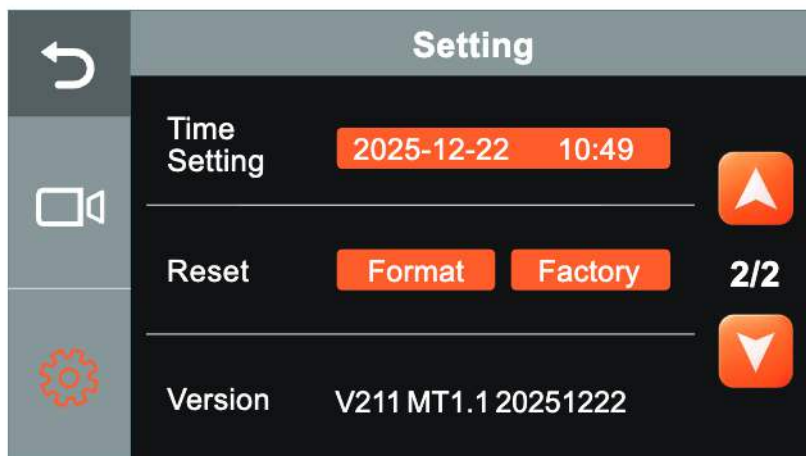 Setting
Time
Setting
2025-12-22 10:49
Reset
Format Factory
2/2
Version
V211 MT1.1 20251222